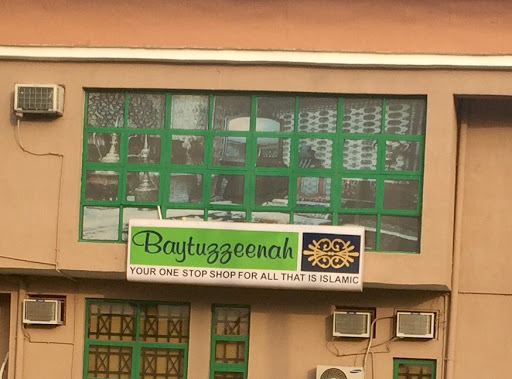 Baytuzzeenah
YOUR ONE STOP SHOP FOR ALL THAT IS ISLAMIC